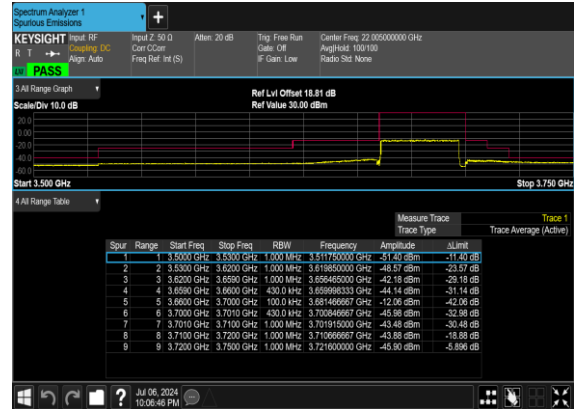 Spectrum Analyzer 1
Spurious Emissions
KEYSIGHT Input: RF Input Z: 50 Ω Atten: 20 dB Trig: Free Run Center Freq: 22.005000000 GHz
R T Coupling: DC Corr CCorr Gate: Off Avg|Hold: 100/100
Align: Auto Freq Ref: Int (S) IF Gain: Low Radio Std: None
PASS
3 All Range Graph
Ref Lvl Offset 18.81 dB
Scale/Div 10.0 dB Ref Value 30.00 dBm
20.0
0.00
-20.0
-40.0
-60.0
Start 3.500 GHz Stop 3.750 GHz
4 All Range Table
Measure Trace Trace 1
Trace Type Trace Average (Active)
Spur Range Start Freq Stop Freq RBW Frequency Amplitude ΔLimit
1 1 3.5000 GHz 3.5300 GHz 1.000 MHz 3.511750000 GHz -51.40 dBm -11.40 dB
2 2 3.5300 GHz 3.6200 GHz 1.000 MHz 3.619850000 GHz -48.57 dBm -23.57 dB
3 3 3.6200 GHz 3.6590 GHz 1.000 MHz 3.656465000 GHz -42.18 dBm -29.18 dB
4 4 3.6590 GHz 3.6600 GHz 430.0 kHz 3.659998333 GHz -44.14 dBm -31.14 dB
5 5 3.6600 GHz 3.7000 GHz 100.0 kHz 3.681466667 GHz -12.06 dBm -42.06 dB
6 6 3.7000 GHz 3.7010 GHz 430.0 kHz 3.700846667 GHz -45.98 dBm -32.98 dB
7 7 3.7010 GHz 3.7100 GHz 1.000 MHz 3.701915000 GHz -43.48 dBm -30.48 dB
8 8 3.7100 GHz 3.7200 GHz 1.000 MHz 3.710666667 GHz -43.88 dBm -18.88 dB
9 9 3.7200 GHz 3.7500 GHz 1.000 MHz 3.721600000 GHz -45.90 dBm -5.896 dB
Jul 06, 2024
10:06:46 PM